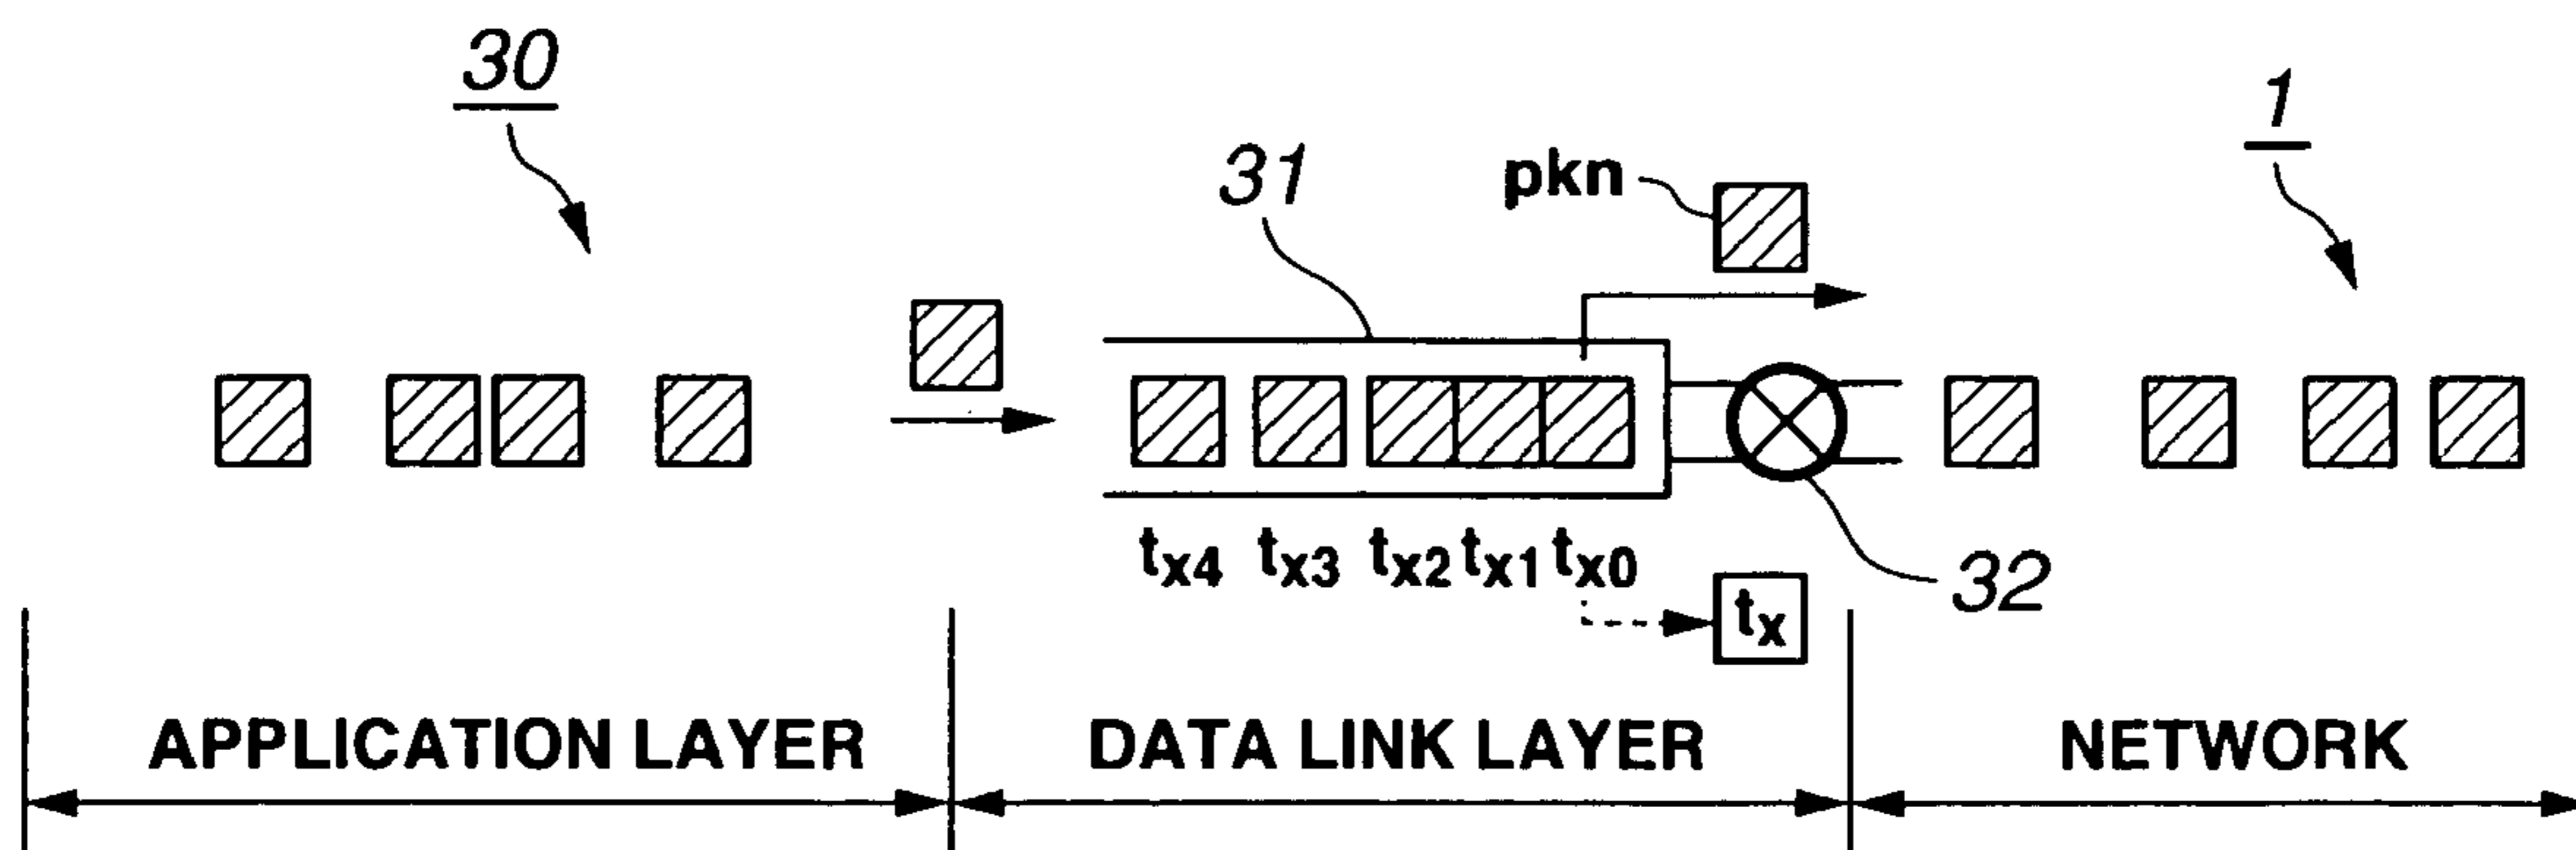 30
1
31
pkn
tx4 tx3 tx2 tx1 tx0
32
tx
APPLICATION LAYER DATA LINK LAYER NETWORK